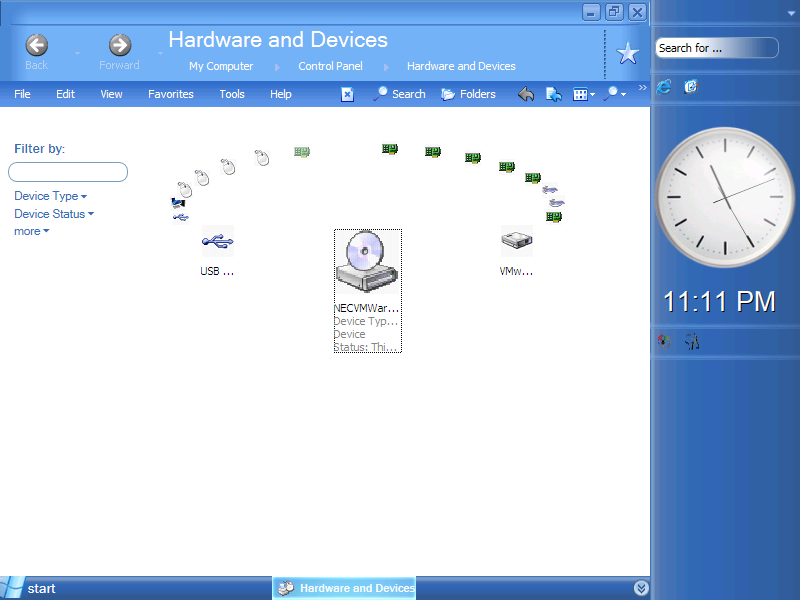 Hardware and Devices
Back
Forward
My Computer
Control Panel
Hardware and Devices
File Edit View Favorites Tools Help
Search
Folders
»
Search for ...
Filter by:
Device Type
Device Status
more
USB ...
NECVMWar...
Device Typ...
Device
Status: Thi...
VMw...
11:11 PM
start
Hardware and Devices